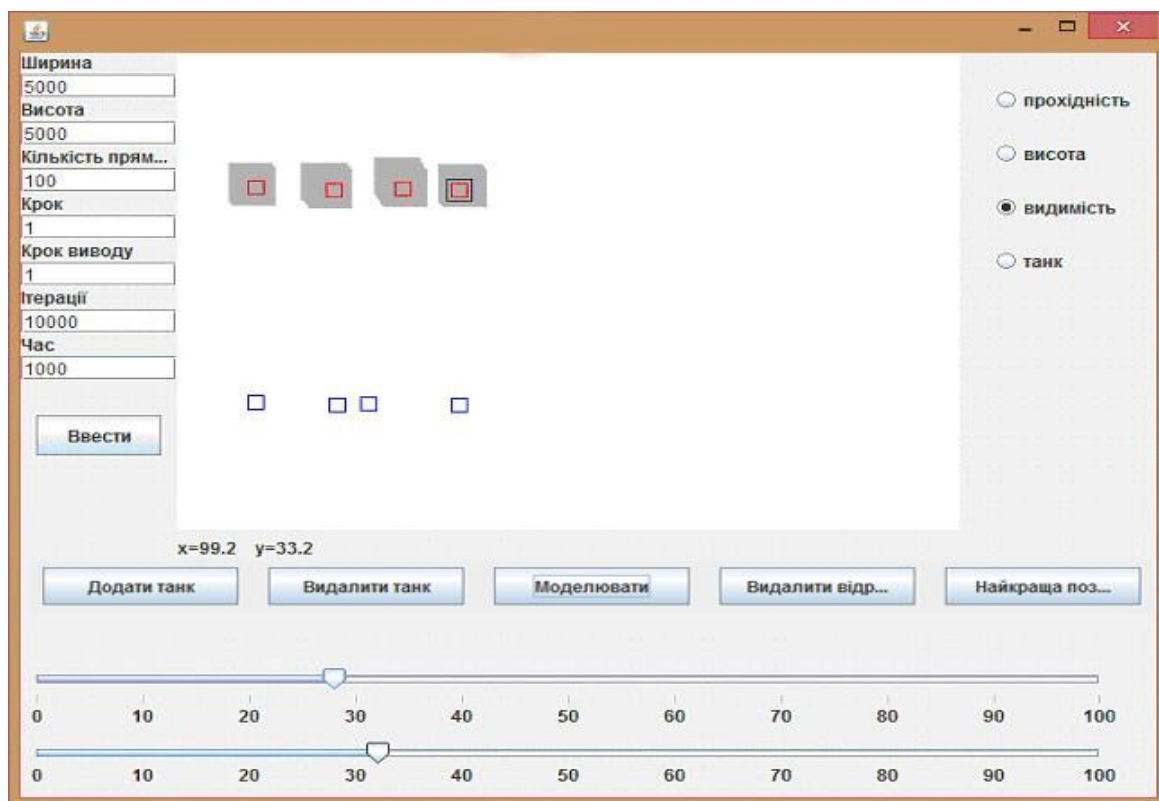 Ширина
5000
Висота
5000
Кількість прям...
100
Крок
1
Крок виводу
1
Ітерації
10000
Час
1000
Ввести
прохідність
висота
видимість
танк
x=99.2 y=33.2
Додати танк Видалити танк Моделювати Видалити відр... Найкраща поз...
0 10 20 30 40 50 60 70 80 90 100
0 10 20 30 40 50 60 70 80 90 100